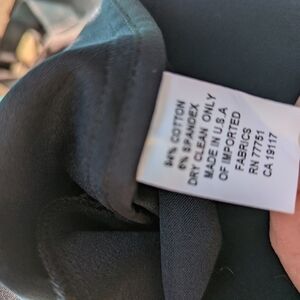 94% COTTON
6% SPANDEX
DRY CLEAN ONLY
MADE IN U.S.A
OF IMPORTED
FABRICS
RN 77751
CA 19117